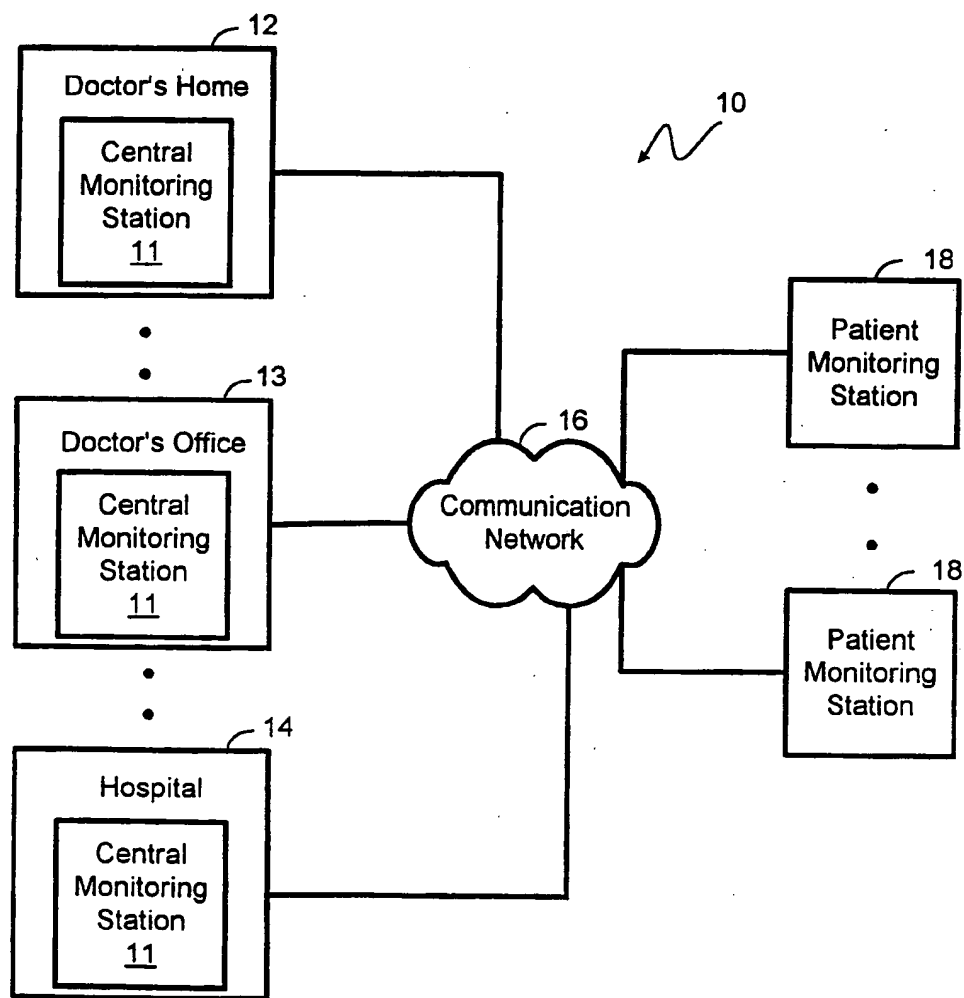 12
Doctor's Home
Central
Monitoring
Station
11
10
13
Doctor's Office
Central
Monitoring
Station
11
14
Hospital
Central
Monitoring
Station
11
16
Communication
Network
18
Patient
Monitoring
Station
18
Patient
Monitoring
Station